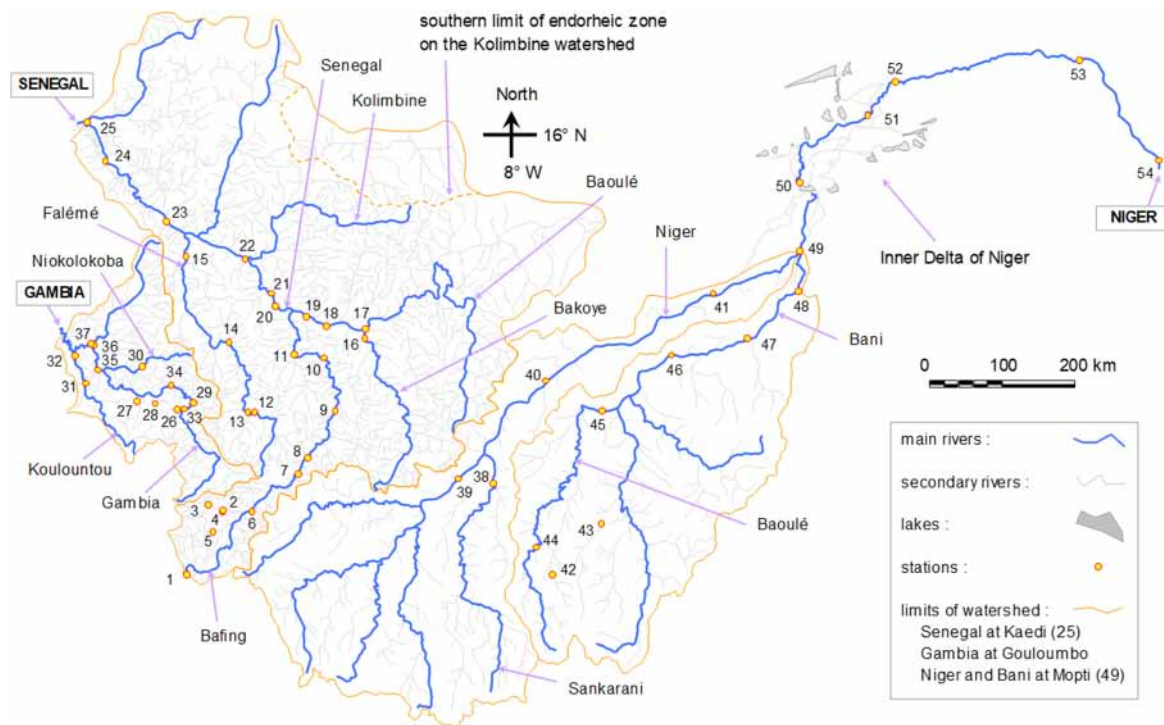 southern limit of endorheic zone
on the Kolimbine watershed
Senegal
SENEGAL
Kolimbine
North
16° N
8° W
52
53
51
25
24
Baoulé
50
54
NIGER
Falémé
23
Niger
Inner Delta of Niger
22
15
49
Niokolokoba
21
41
48
GAMBIA
20
19
18
17
Bakoye
Bani
37
36
14
16
47
0 100 200 km
32
35
30
11
10
46
31
34
40
27
28
29
26
33
13
12
9
45
main rivers :
Koulountou
8
secondary rivers :
Gambia
7
39
38
lakes :
3
2
4
6
43
Baoulé
5
44
stations :
1
42
limits of watershed :
Bafing
Senegal at Kaedi (25)
Gambia at Gouloumbo
Niger and Bani at Mopti (49)
Sankarani